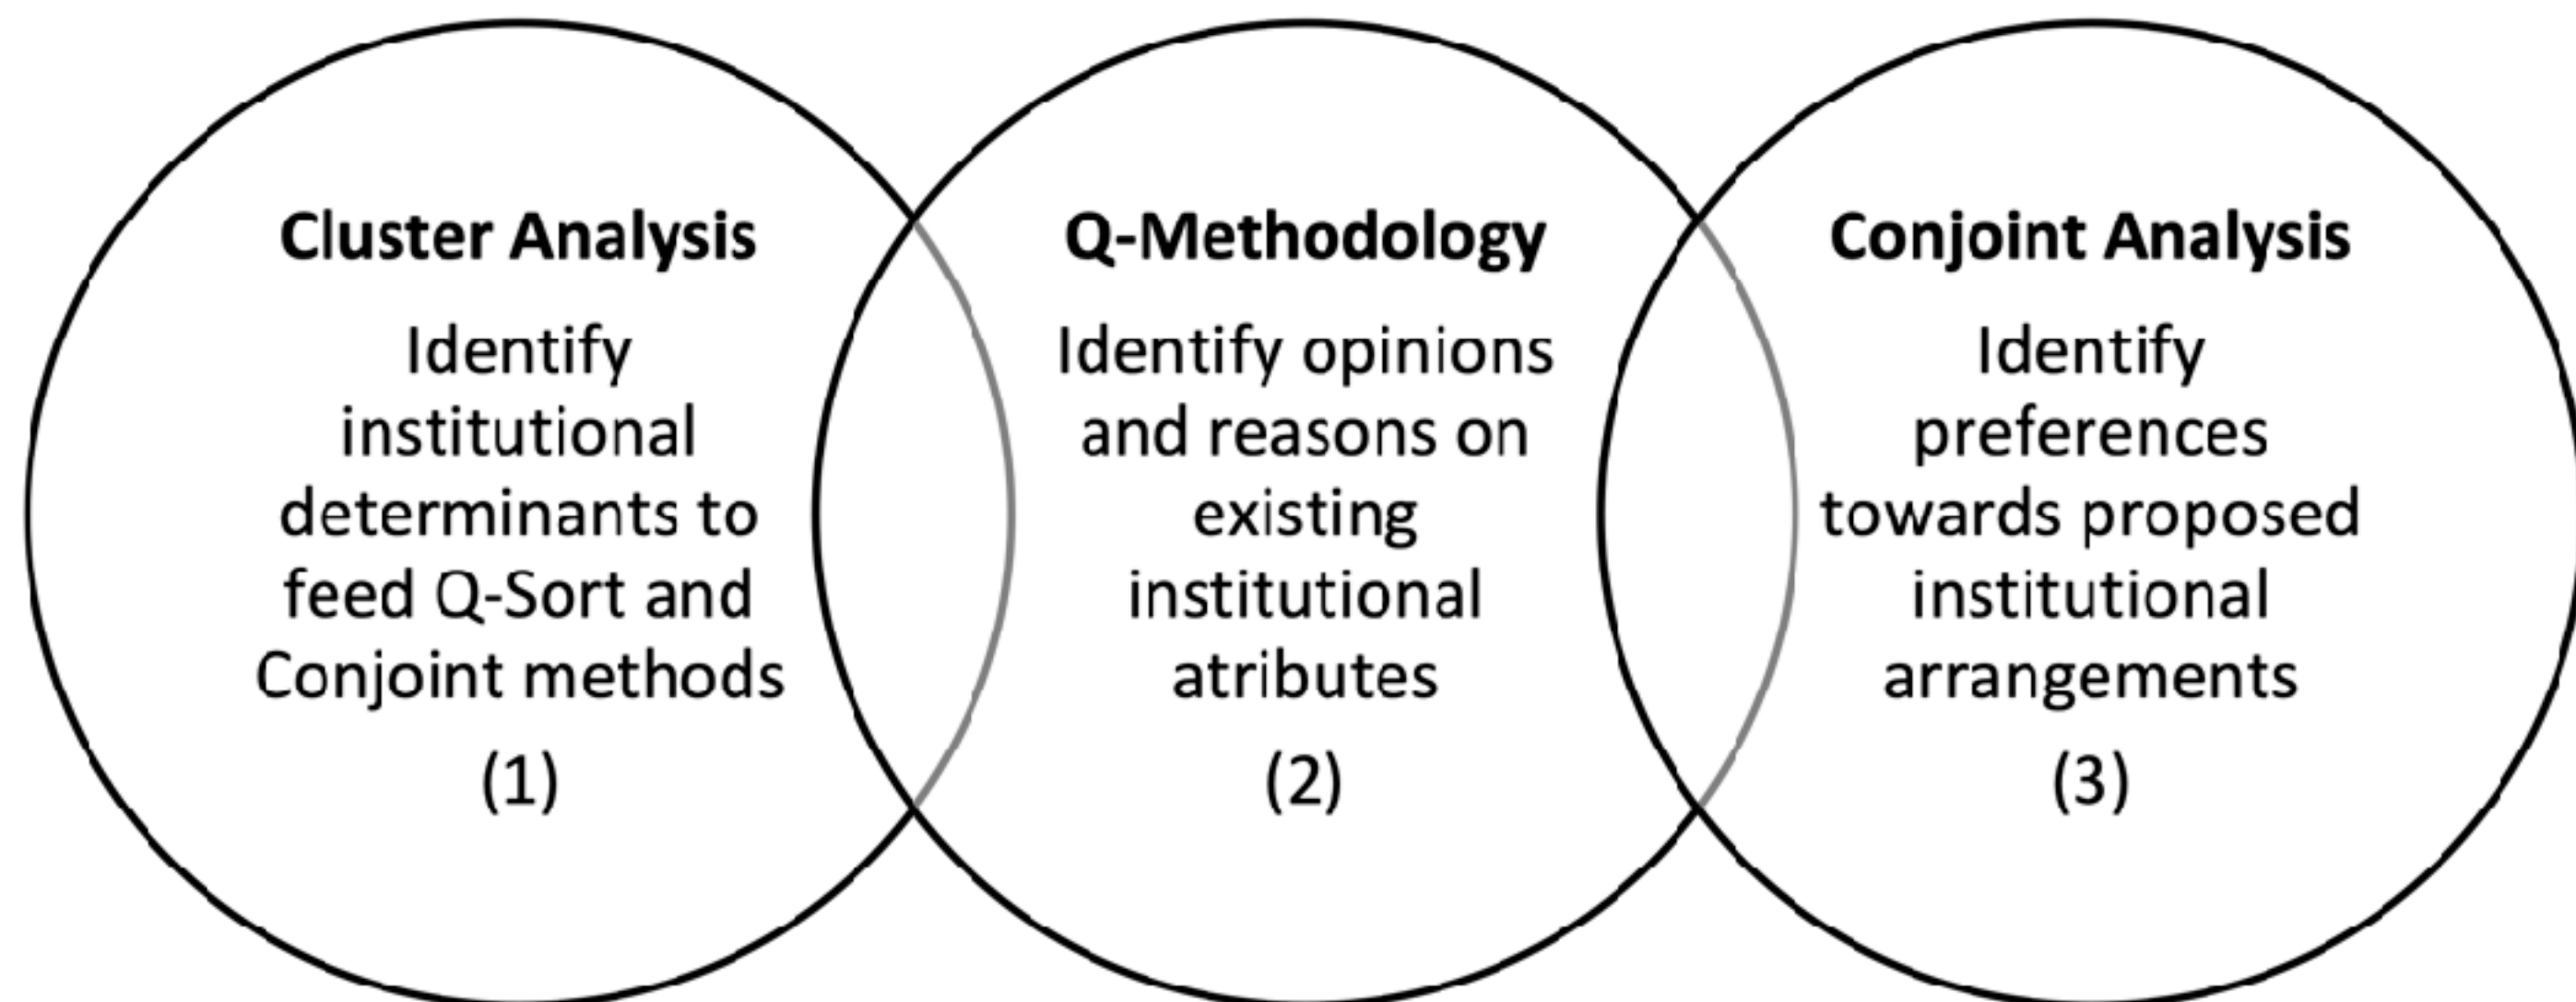 Cluster Analysis
Identify
institutional
determinants to
feed Q-Sort and
Conjoint methods
(1)
Q-Methodology
Identify opinions
and reasons on
existing
institutional
atributes
(2)
Conjoint Analysis
Identify
preferences
towards proposed
institutional
arrangements
(3)